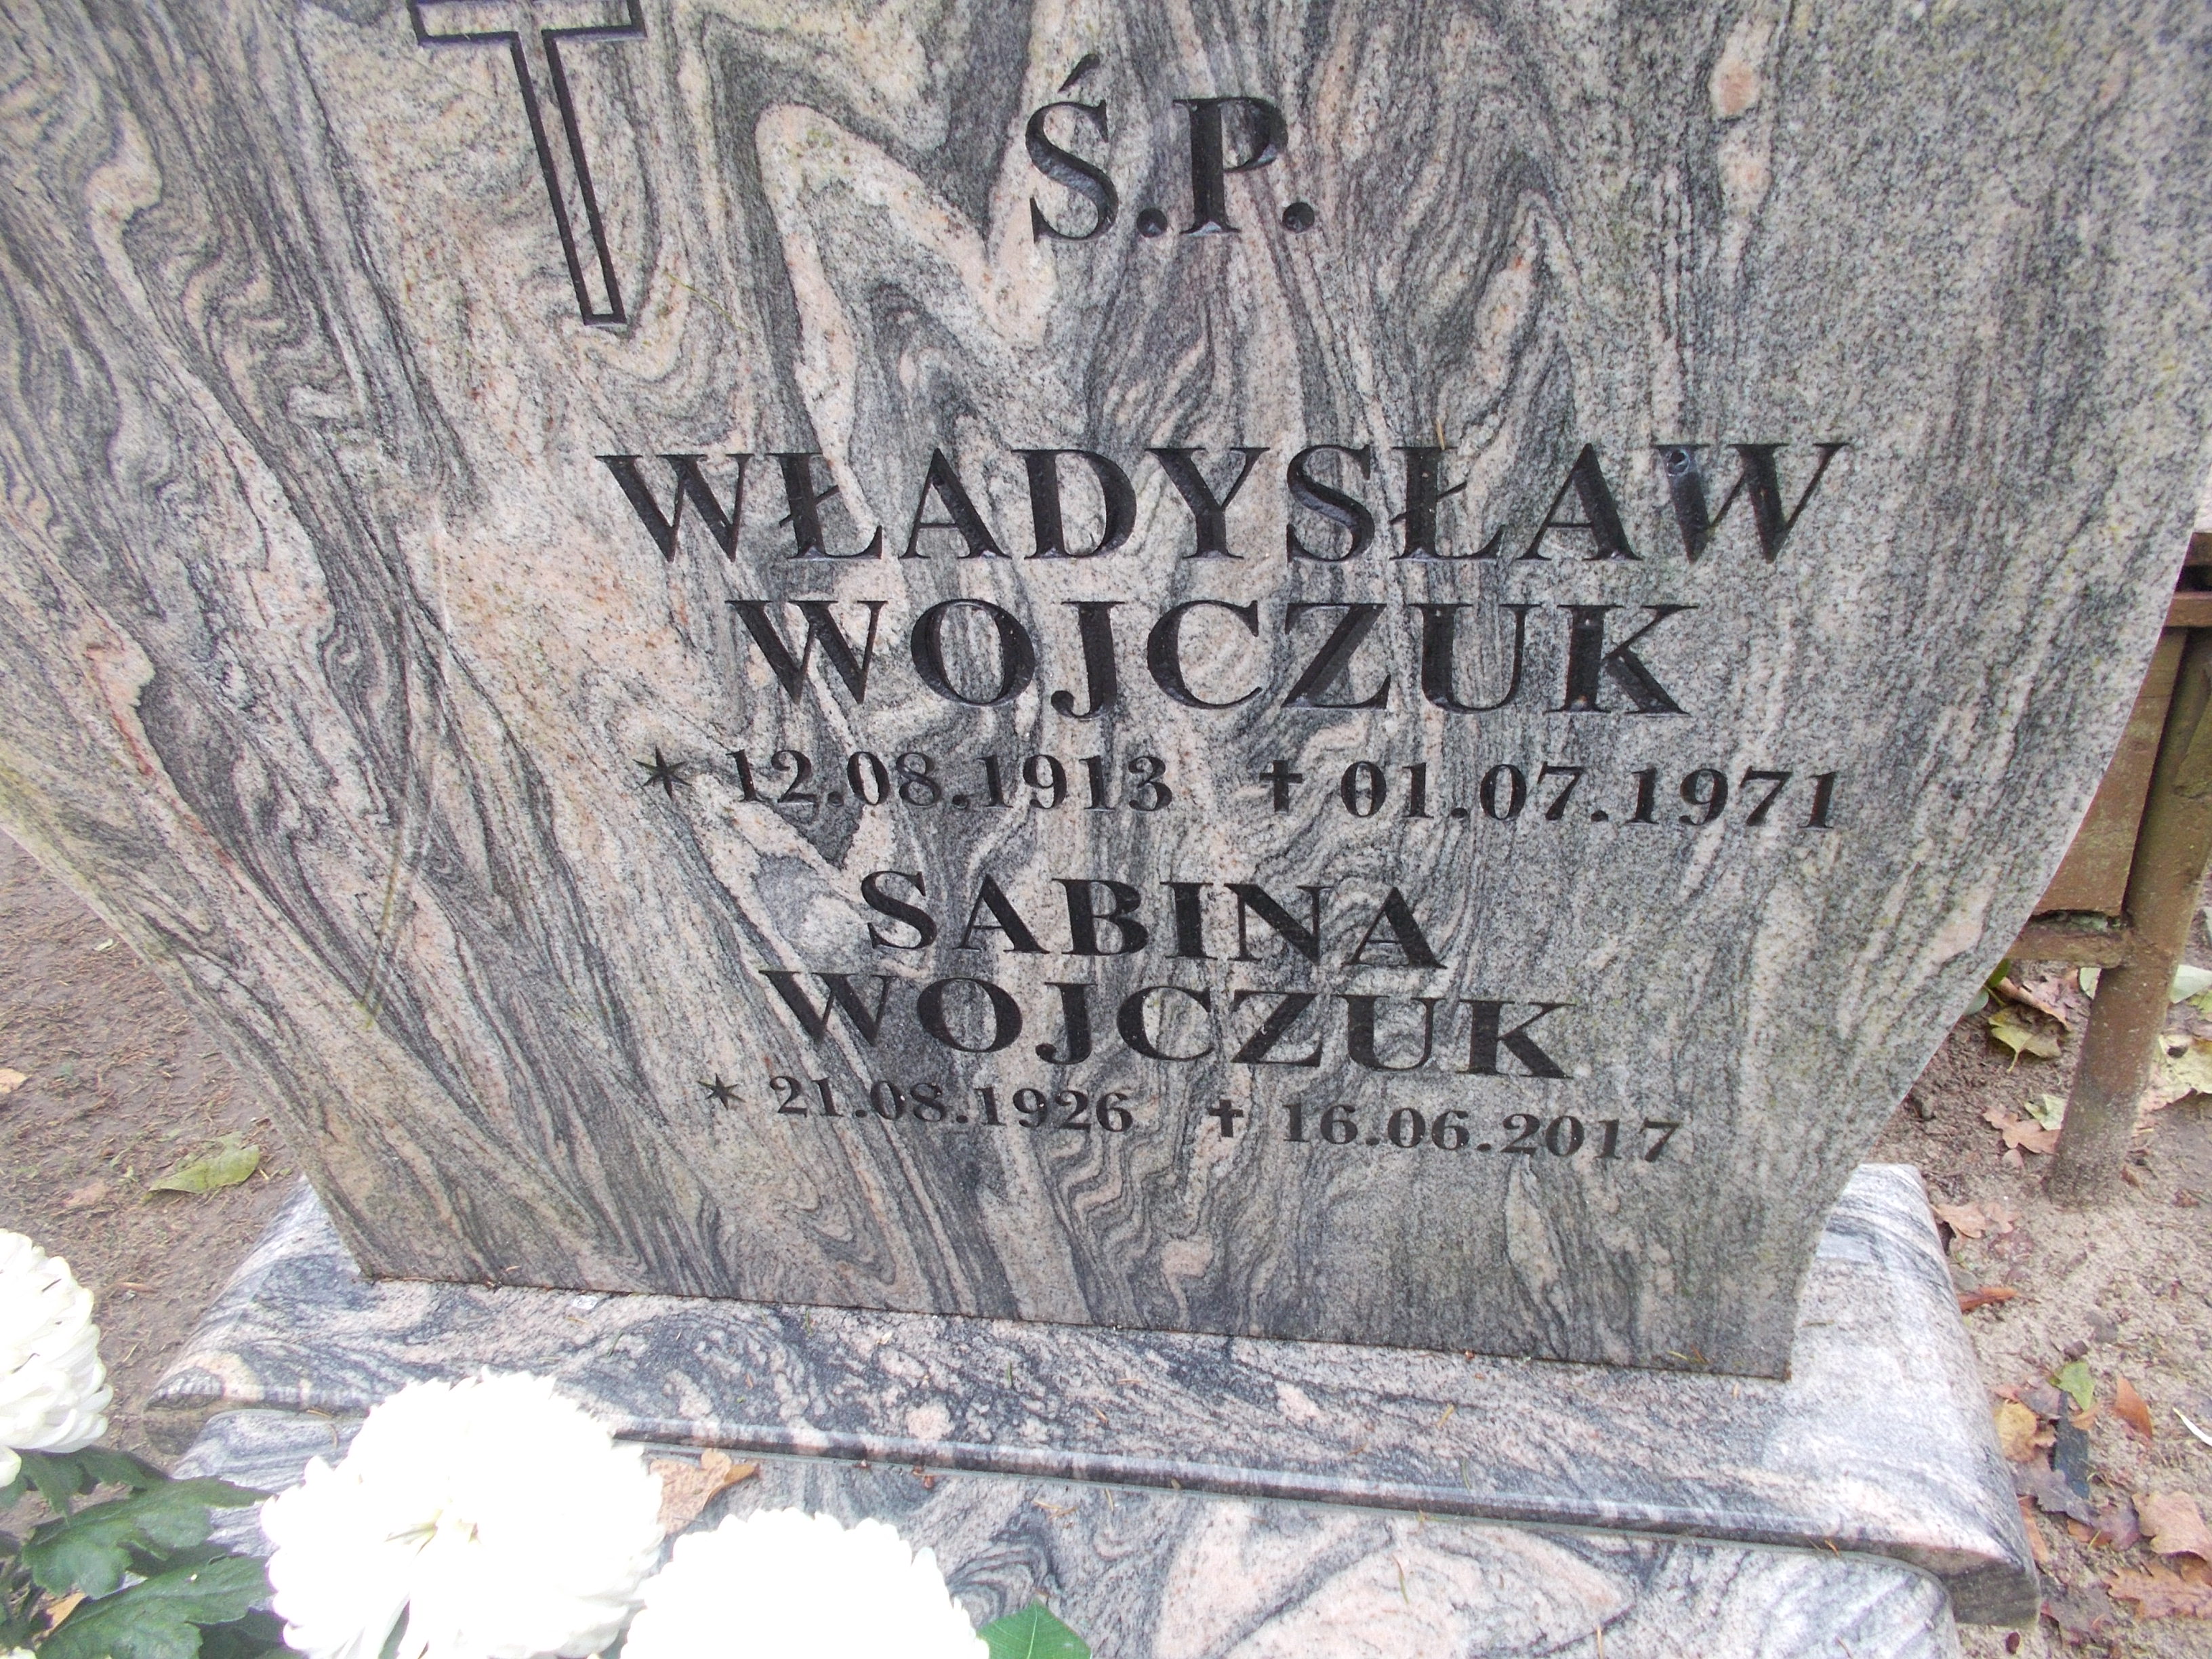 Ś.P.
WŁADYSŁAW
WOJCZUK
* 12.08.1913 ✝ 01.07.1971
SABINA
WOJCZUK
* 21.08.1926 ✝ 16.06.2017